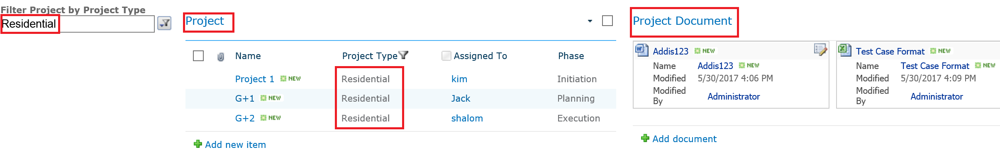 Filter Project by Project Type
Residential
Project
Name Project Type Assigned To Phase
Project 1 NEW Residential kim Initiation
G+1 NEW Residential Jack Planning
G+2 NEW Residential shalom Execution
Add new item
Project Document
Addis123 NEW
Name Addis123 NEW
Modified 5/30/2017 4:06 PM
Modified
By Administrator
Test Case Format NEW
Name Test Case Format NEW
Modified 5/30/2017 4:09 PM
Modified
By Administrator
Add document